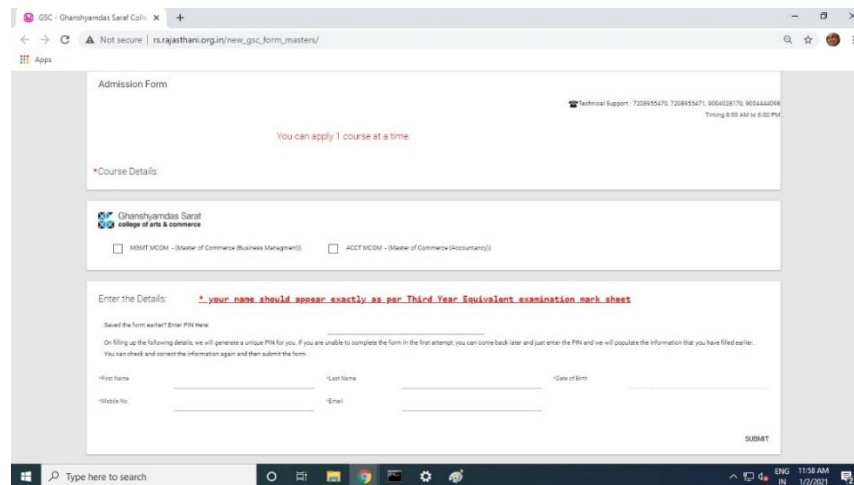 GSC - Ghanshyamdas Saraf Colle
Not secure | rs.rajasthani.org.in/new_gsc_form_masters/
Apps
Admission Form
Technical Support : 7208955470, 7208955471, 9004028170, 9004444098
Timing 8:00 AM to 6:00 PM
You can apply 1 course at a time.
*Course Details:
Ghanshyamdas Saraf
college of arts & commerce
MGMT MCOM - (Master of Commerce (Business Managment)) ACCT MCOM - (Master of Commerce (Accountancy))
Enter the Details: * your name should appear exactly as per Third Year Equivalent examination mark sheet
Saved the form earlier? Enter PIN Here:
On filling up the following details, we will generate a unique PIN for you. If you are unable to complete the form in the first attempt, you can come back later and just enter the PIN and we will populate the information that you have filled earlier.
You can check and correct the information again and then submit the form.
*First Name *Last Name *Date of Birth
*Mobile No. *Email
SUBMIT
Type here to search ENG 11:58 AM
IN 1/2/2021